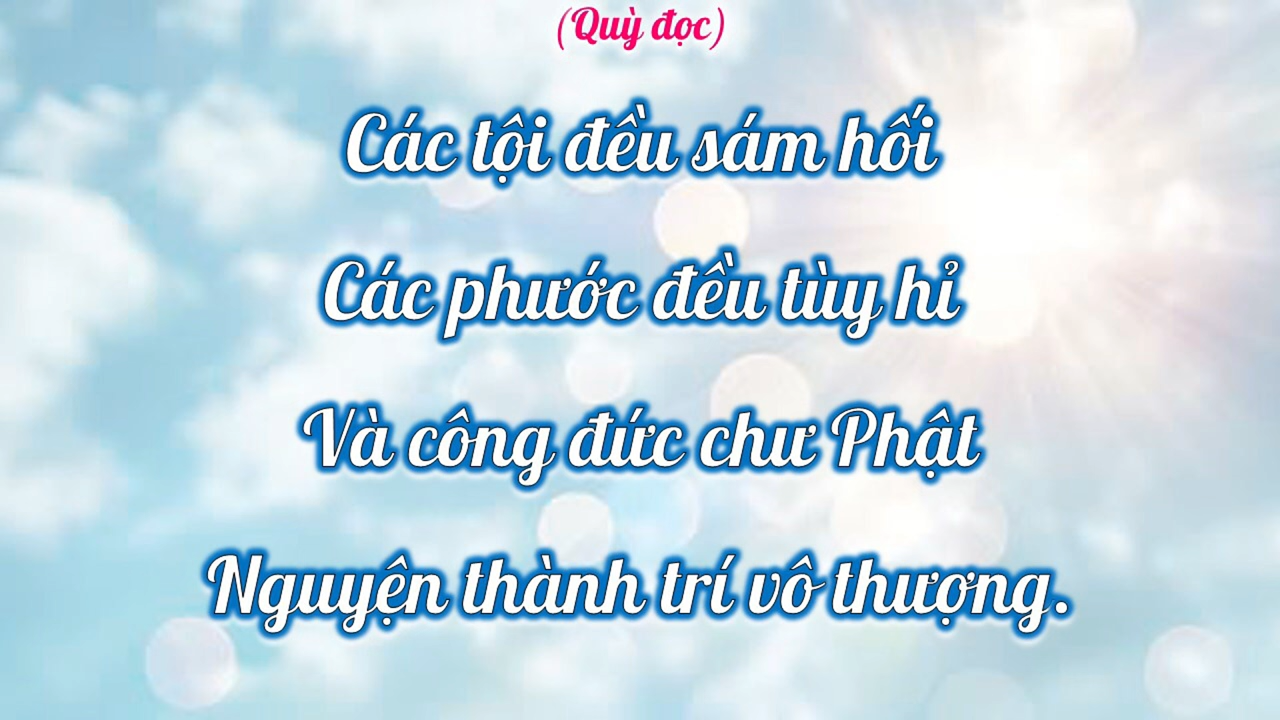 (Quỳ đọc)
Các tội đều sám hối
Các phước đều tùy hỉ
Và công đức chư Phật
Nguyện thành trí vô thượng.